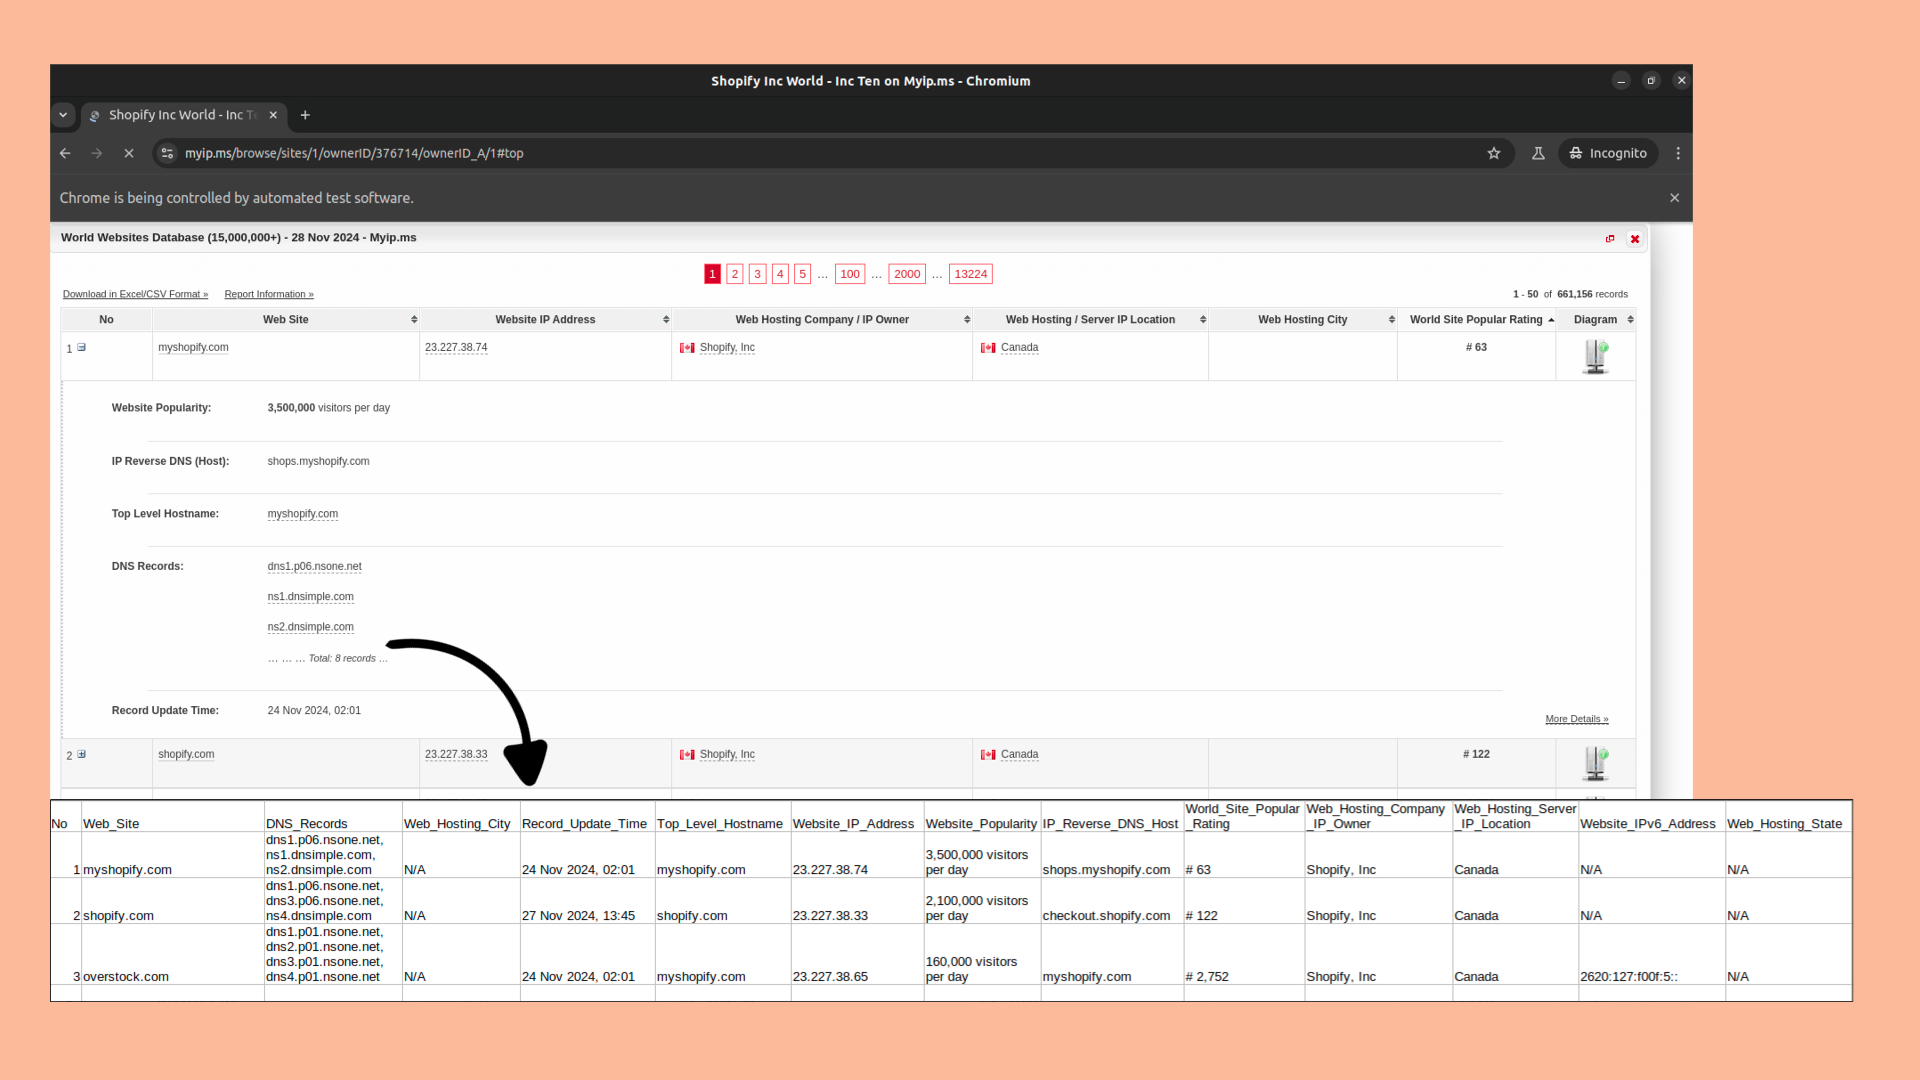 Shopify Inc World - Inc Ten on Myip.ms - Chromium
Shopify Inc World - Inc Te
myip.ms/browse/sites/1/ownerID/376714/ownerID_A/1#top
Incognito
Chrome is being controlled by automated test software.
World Websites Database (15,000,000+) - 28 Nov 2024 - Myip.ms
1 2 3 4 5 ... 100 ... 2000 ... 13224
Download in Excel/CSV Format » Report Information » 1 - 50 of 661,156 records
No Web Site Website IP Address Web Hosting Company / IP Owner Web Hosting / Server IP Location Web Hosting City World Site Popular Rating Diagram
1 myshopify.com 23.227.38.74 Shopify, Inc Canada # 63
Website Popularity: 3,500,000 visitors per day
IP Reverse DNS (Host): shops.myshopify.com
Top Level Hostname: myshopify.com
DNS Records: dns1.p06.nsone.net
ns1.dnsimple.com
ns2.dnsimple.com
... ... ... Total: 8 records ...
Record Update Time: 24 Nov 2024, 02:01
More Details »
2 shopify.com 23.227.38.33 Shopify, Inc Canada # 122
No Web_Site DNS_Records Web_Hosting_City Record_Update_Time Top_Level_Hostname Website_IP_Address Website_Popularity IP_Reverse_DNS_Host World_Site_Popular Web_Hosting_Company Web_Hosting_Server Website_IPv6_Address Web_Hosting_State
_Rating _IP_Owner _IP_Location
dns1.p06.nsone.net,
ns1.dnsimple.com, 3,500,000 visitors
1 myshopify.com ns2.dnsimple.com N/A 24 Nov 2024, 02:01 myshopify.com 23.227.38.74 per day shops.myshopify.com # 63 Shopify, Inc Canada N/A N/A
dns1.p06.nsone.net,
dns3.p06.nsone.net, 2,100,000 visitors
2 shopify.com ns4.dnsimple.com N/A 27 Nov 2024, 13:45 shopify.com 23.227.38.33 per day checkout.shopify.com # 122 Shopify, Inc Canada N/A N/A
dns1.p01.nsone.net,
dns2.p01.nsone.net,
dns3.p01.nsone.net, 160,000 visitors
3 overstock.com dns4.p01.nsone.net N/A 24 Nov 2024, 02:01 myshopify.com 23.227.38.65 per day myshopify.com # 2,752 Shopify, Inc Canada 2620:127:f00f:5:: N/A